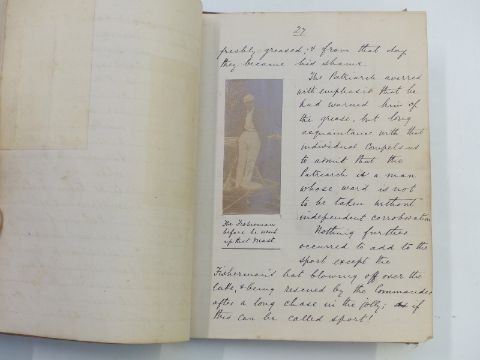 27
freshly greased; & from that day
they became his shame.
The Patriarch averred
with emphasis that he
had warned him of
the grease, but long
acquaintance with that
individual compels us
to admit that the
Patriarch is a man
whose word is not
to be taken without
independent corroboration
Nothing further
occurred to add to the
sport except the
The Fisherman
before he went
up that Mast.
Fisherman's hat blowing off over the
lake, & being rescued by the Commander
after a long chase in the jolly; as if
this can be called sport!